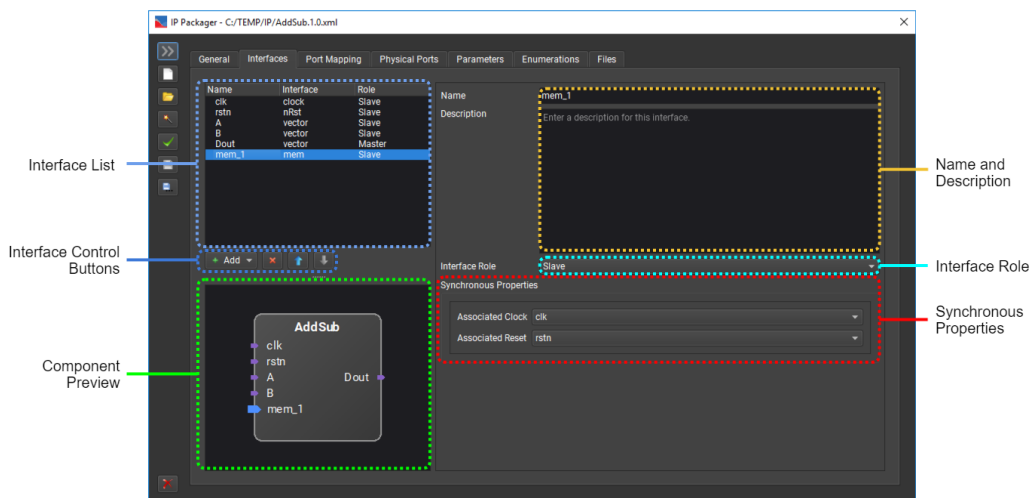 IP Packager - C:/TEMP/IP/AddSub.1.0.xml
General Interfaces Port Mapping Physical Ports Parameters Enumerations Files
Name Interface Role
clk clock Slave
rstn nRst Slave
A vector Slave
B vector Slave
Dout vector Master
mem_1 mem Slave
Name mem_1
Description Enter a description for this interface.
Interface List
Name and
Description
Interface Control
Buttons
Add
Interface Role Slave
Interface Role
Synchronous Properties
Associated Clock clk
Associated Reset rstn
Synchronous
Properties
Component
Preview
AddSub
clk
rstn
A Dout
B
mem_1